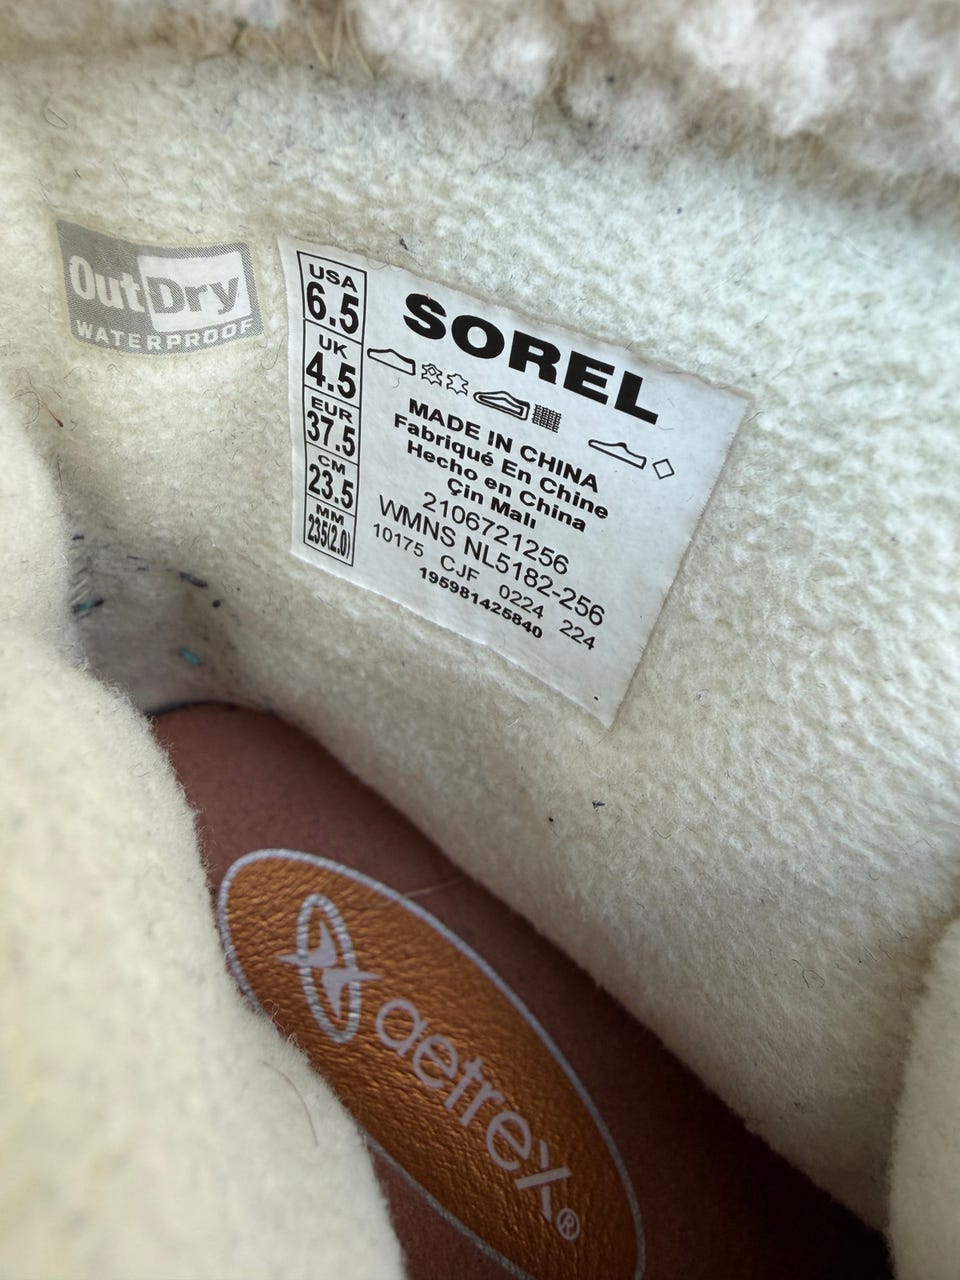 OutDry
WATERPROOF
USA
6.5
UK
4.5
EUR
37.5
CM
23.5
MM
235(2.0)
SOREL
MADE IN CHINA
Fabriqué En Chine
Hecho en China
Çin Malı
2106721256
WMNS NL5182-256
10175 CJF 0224 224
195981425840
aetrex®